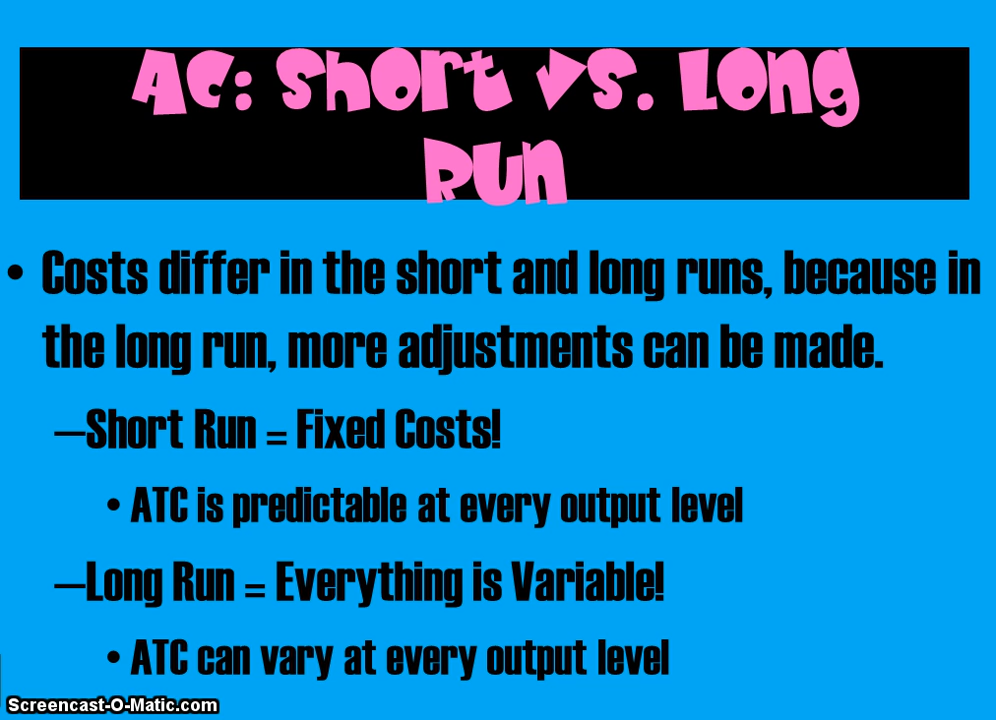 AC: Short vs. Long
Run
• Costs differ in the short and long runs, because in
the long run, more adjustments can be made.
–Short Run = Fixed Costs!
• ATC is predictable at every output level
–Long Run = Everything is Variable!
• ATC can vary at every output level
Screencast-O-Matic.com